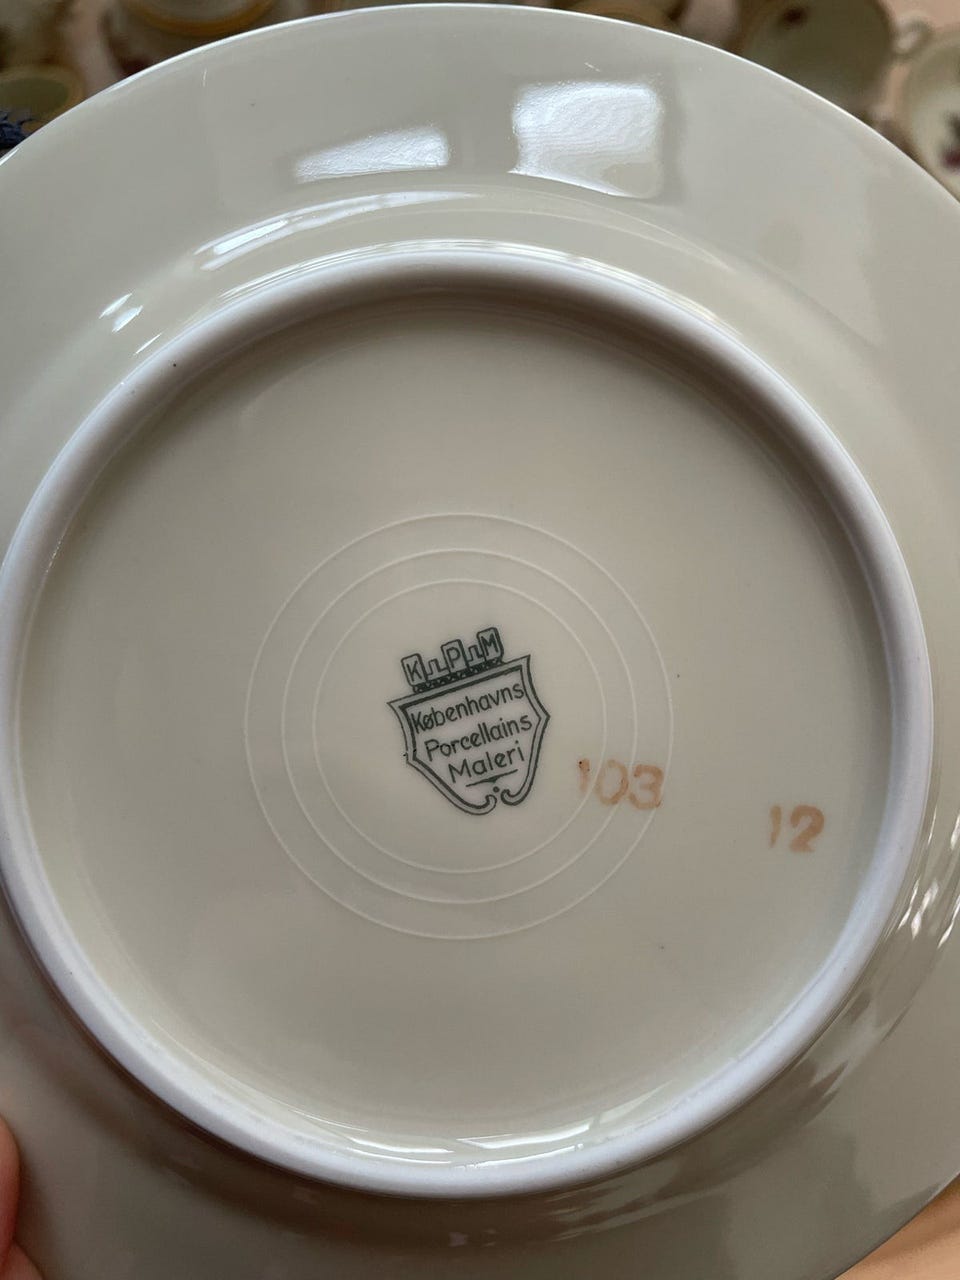 KPM
Københavns
Porcellains
Maleri
103
12